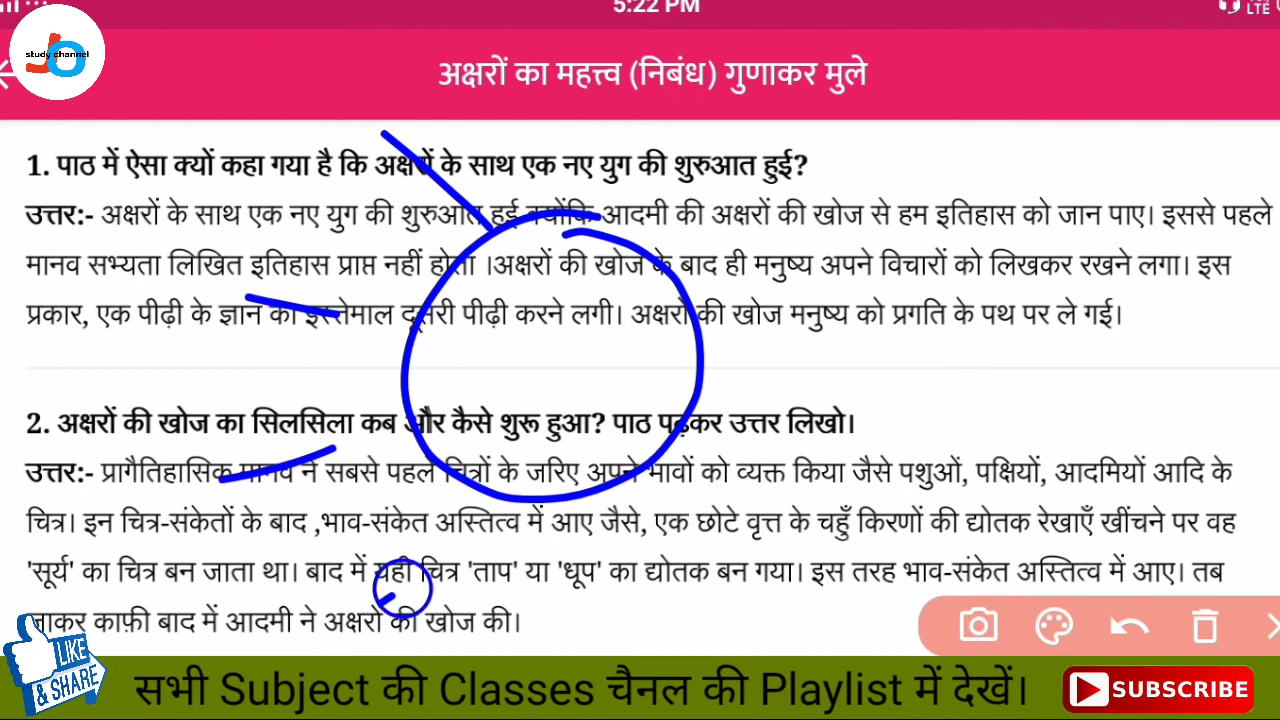 5:22 PM
LTE
study channel
अक्षरों का महत्त्व (निबंध) गुणाकर मुले
1. पाठ में ऐसा क्यों कहा गया है कि अक्षरों के साथ एक नए युग की शुरुआत हुई?
उत्तर:- अक्षरों के साथ एक नए युग की शुरुआत हुई क्योंकि आदमी की अक्षरों की खोज से हम इतिहास को जान पाए। इससे पहले
मानव सभ्यता लिखित इतिहास प्राप्त नहीं होता ।अक्षरों की खोज के बाद ही मनुष्य अपने विचारों को लिखकर रखने लगा। इस
प्रकार, एक पीढ़ी के ज्ञान का इस्तेमाल दूसरी पीढ़ी करने लगी। अक्षरों की खोज मनुष्य को प्रगति के पथ पर ले गई।
2. अक्षरों की खोज का सिलसिला कब और कैसे शुरू हुआ? पाठ पढ़कर उत्तर लिखो।
उत्तर:- प्रागैतिहासिक मानव ने सबसे पहले चित्रों के जरिए अपने भावों को व्यक्त किया जैसे पशुओं, पक्षियों, आदमियों आदि के
चित्र। इन चित्र-संकेतों के बाद ,भाव-संकेत अस्तित्व में आए जैसे, एक छोटे वृत्त के चहुँ किरणों की द्योतक रेखाएँ खींचने पर वह
'सूर्य' का चित्र बन जाता था। बाद में यही चित्र 'ताप' या 'धूप' का द्योतक बन गया। इस तरह भाव-संकेत अस्तित्व में आए। तब
जाकर काफ़ी बाद में आदमी ने अक्षरों की खोज की।
LIKE
& SHARE
सभी Subject की Classes चैनल की Playlist में देखें।
SUBSCRIBE